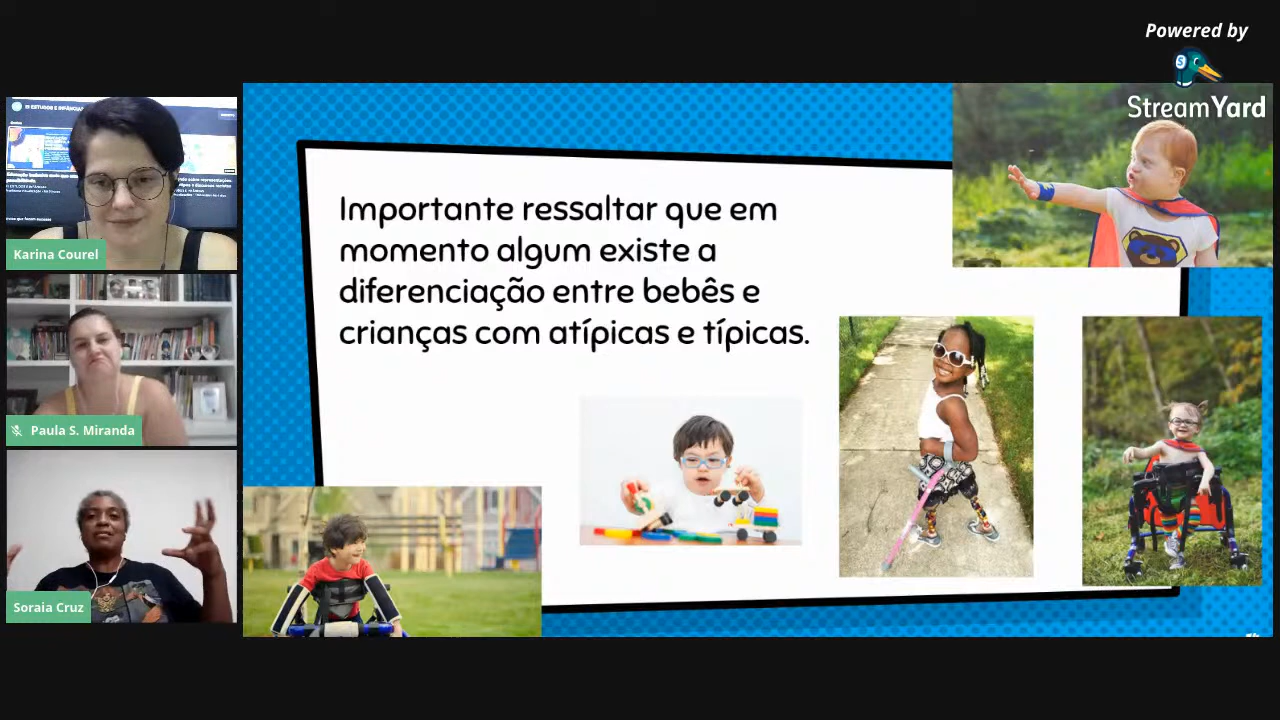 Powered by
StreamYard
Karina Courel
Paula S. Miranda
Soraia Cruz
Importante ressaltar que em
momento algum existe a
diferenciação entre bebês e
crianças com atípicas e típicas.